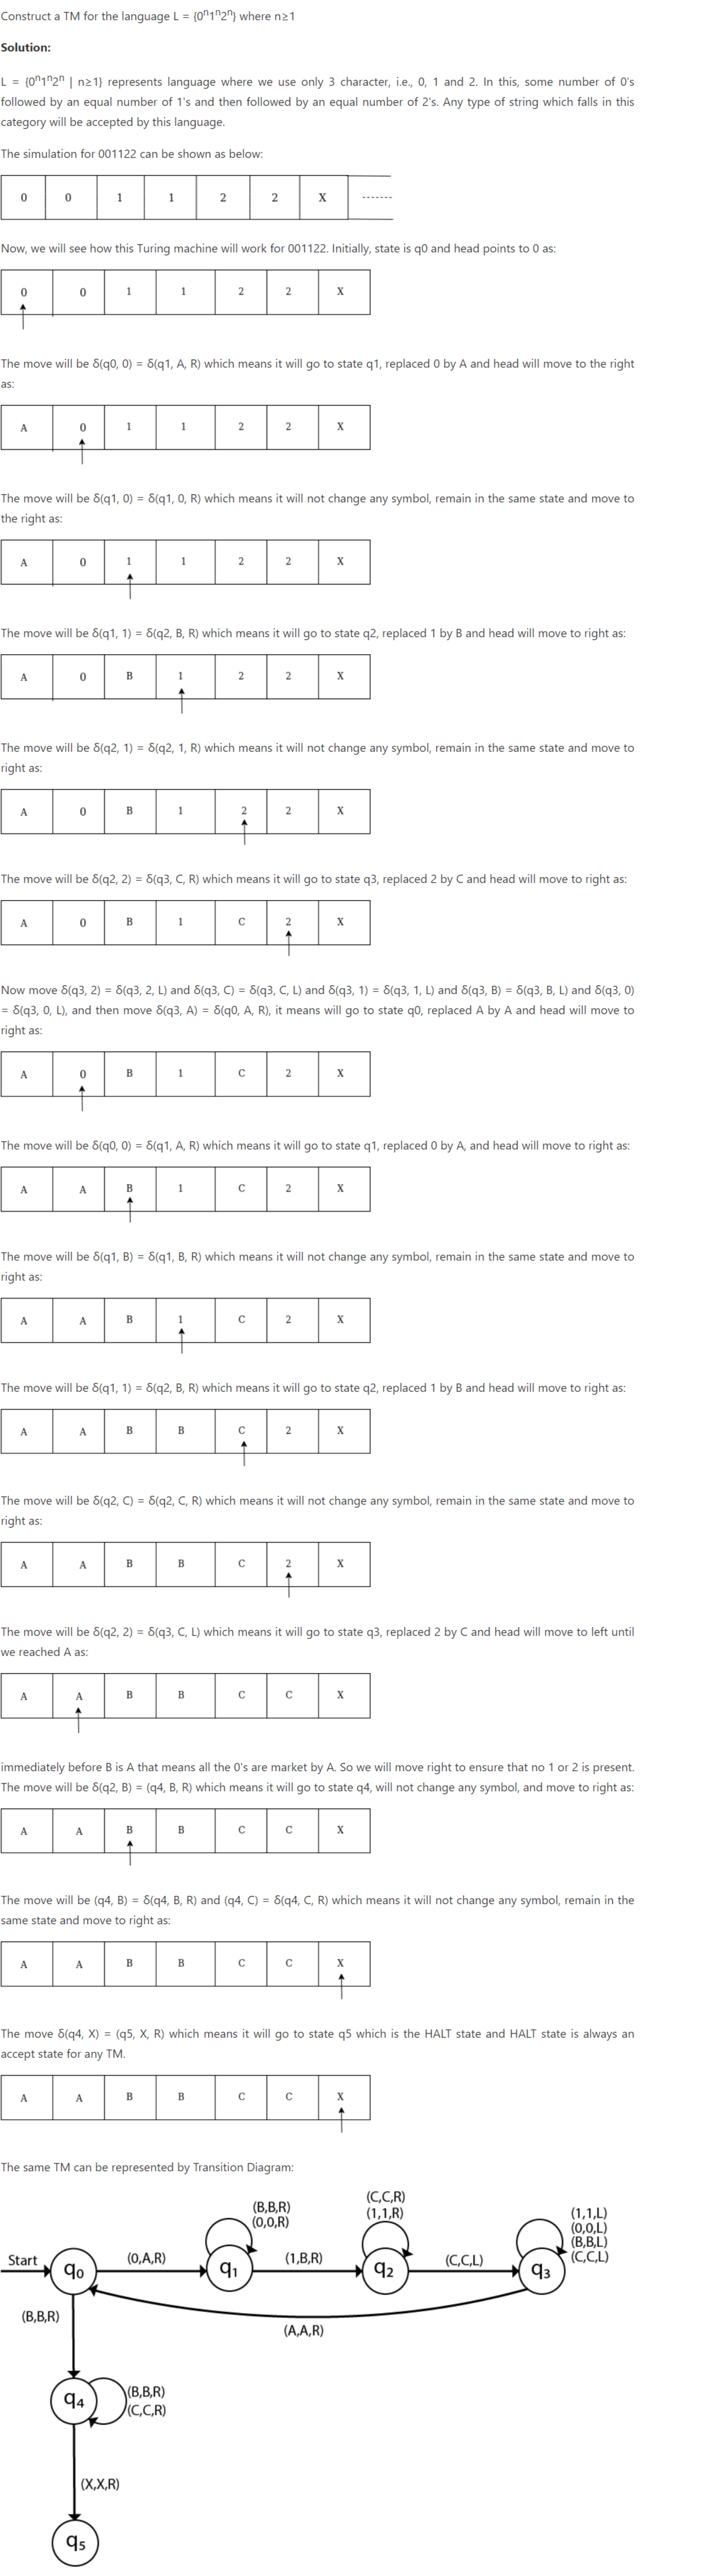 Construct a TM for the language L = {0ⁿ1ⁿ2ⁿ} where n≥1
Solution:
L = {0ⁿ1ⁿ2ⁿ | n≥1} represents language where we use only 3 character, i.e., 0, 1 and 2. In this, some number of 0's
followed by an equal number of 1's and then followed by an equal number of 2's. Any type of string which falls in this
category will be accepted by this language.
The simulation for 001122 can be shown as below:
0 0 1 1 2 2 X -------
Now, we will see how this Turing machine will work for 001122. Initially, state is q0 and head points to 0 as:
0 0 1 1 2 2 X
The move will be δ(q0, 0) = δ(q1, A, R) which means it will go to state q1, replaced 0 by A and head will move to the right
as:
A 0 1 1 2 2 X
The move will be δ(q1, 0) = δ(q1, 0, R) which means it will not change any symbol, remain in the same state and move to
the right as:
A 0 1 1 2 2 X
The move will be δ(q1, 1) = δ(q2, B, R) which means it will go to state q2, replaced 1 by B and head will move to right as:
A 0 B 1 2 2 X
The move will be δ(q2, 1) = δ(q2, 1, R) which means it will not change any symbol, remain in the same state and move to
right as:
A 0 B 1 2 2 X
The move will be δ(q2, 2) = δ(q3, C, R) which means it will go to state q3, replaced 2 by C and head will move to right as:
A 0 B 1 C 2 X
Now move δ(q3, 2) = δ(q3, 2, L) and δ(q3, C) = δ(q3, C, L) and δ(q3, 1) = δ(q3, 1, L) and δ(q3, B) = δ(q3, B, L) and δ(q3, 0)
= δ(q3, 0, L), and then move δ(q3, A) = δ(q0, A, R), it means will go to state q0, replaced A by A and head will move to
right as:
A 0 B 1 C 2 X
The move will be δ(q0, 0) = δ(q1, A, R) which means it will go to state q1, replaced 0 by A, and head will move to right as:
A A B 1 C 2 X
The move will be δ(q1, B) = δ(q1, B, R) which means it will not change any symbol, remain in the same state and move to
right as:
A A B 1 C 2 X
The move will be δ(q1, 1) = δ(q2, B, R) which means it will go to state q2, replaced 1 by B and head will move to right as:
A A B B C 2 X
The move will be δ(q2, C) = δ(q2, C, R) which means it will not change any symbol, remain in the same state and move to
right as:
A A B B C 2 X
The move will be δ(q2, 2) = δ(q3, C, L) which means it will go to state q3, replaced 2 by C and head will move to left until
we reached A as:
A A B B C C X
immediately before B is A that means all the 0's are market by A. So we will move right to ensure that no 1 or 2 is present.
The move will be δ(q2, B) = (q4, B, R) which means it will go to state q4, will not change any symbol, and move to right as:
A A B B C C X
The move will be (q4, B) = δ(q4, B, R) and (q4, C) = δ(q4, C, R) which means it will not change any symbol, remain in the
same state and move to right as:
A A B B C C X
The move δ(q4, X) = (q5, X, R) which means it will go to state q5 which is the HALT state and HALT state is always an
accept state for any TM.
A A B B C C X
The same TM can be represented by Transition Diagram:
(C,C,R)
(B,B,R) (1,1,R) (1,1,L)
(0,0,R) (0,0,L)
(B,B,L)
Start (0,A,R) (1,B,R) (C,C,L) (C,C,L)
q₀ q₁ q₂ q₃
(B,B,R) (A,A,R)
(B,B,R)
q₄ (C,C,R)
(X,X,R)
q₅